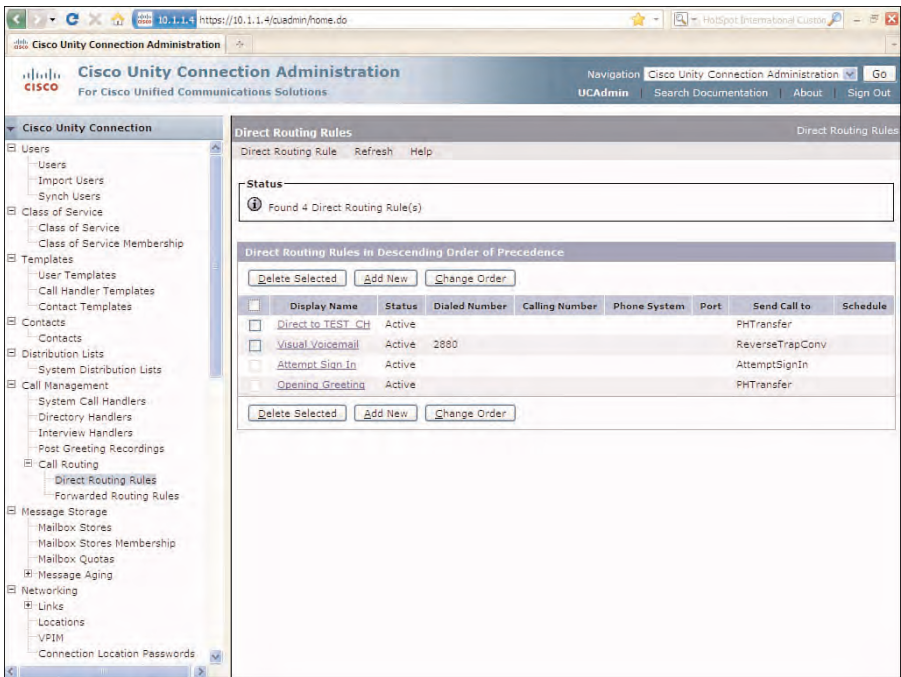 10.1.1.4 https://10.1.1.4/cuadmin/home.do
HotSpot International Custom
Cisco Unity Connection Administration
CISCO
Cisco Unity Connection Administration
For Cisco Unified Communications Solutions
Navigation Cisco Unity Connection Administration Go
UCAdmin | Search Documentation | About | Sign Out
Cisco Unity Connection
Users
Users
Import Users
Synch Users
Class of Service
Class of Service
Class of Service Membership
Templates
User Templates
Call Handler Templates
Contact Templates
Contacts
Contacts
Distribution Lists
System Distribution Lists
Call Management
System Call Handlers
Directory Handlers
Interview Handlers
Post Greeting Recordings
Call Routing
Direct Routing Rules
Forwarded Routing Rules
Message Storage
Mailbox Stores
Mailbox Stores Membership
Mailbox Quotas
Message Aging
Networking
Links
Locations
VPIM
Connection Location Passwords
Direct Routing Rules
Direct Routing Rules
Direct Routing Rule Refresh Help
Status
Found 4 Direct Routing Rule(s)
Direct Routing Rules in Descending Order of Precedence
Delete Selected Add New Change Order
Display Name Status Dialed Number Calling Number Phone System Port Send Call to Schedule
Direct to TEST_CH Active PHTransfer
Visual Voicemail Active 2880 ReverseTrapConv
Attempt Sign In Active AttemptSignIn
Opening Greeting Active PHTransfer
Delete Selected Add New Change Order